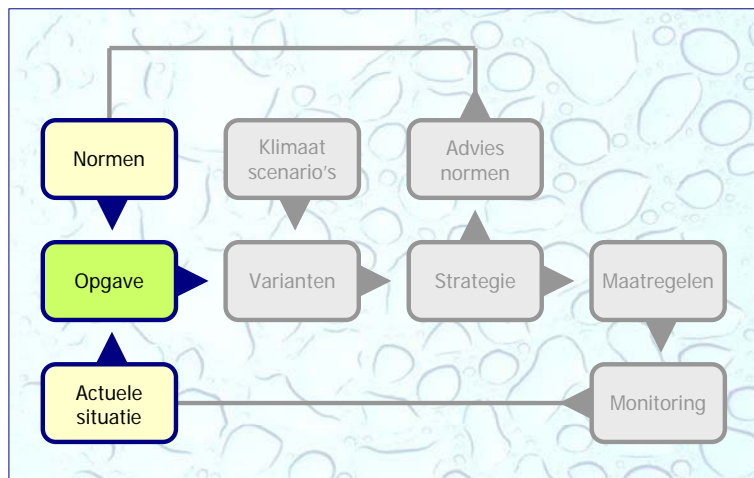 Normen
Klimaat
scenario's
Advies
normen
Opgave
Varianten
Strategie
Maatregelen
Actuele
situatie
Monitoring